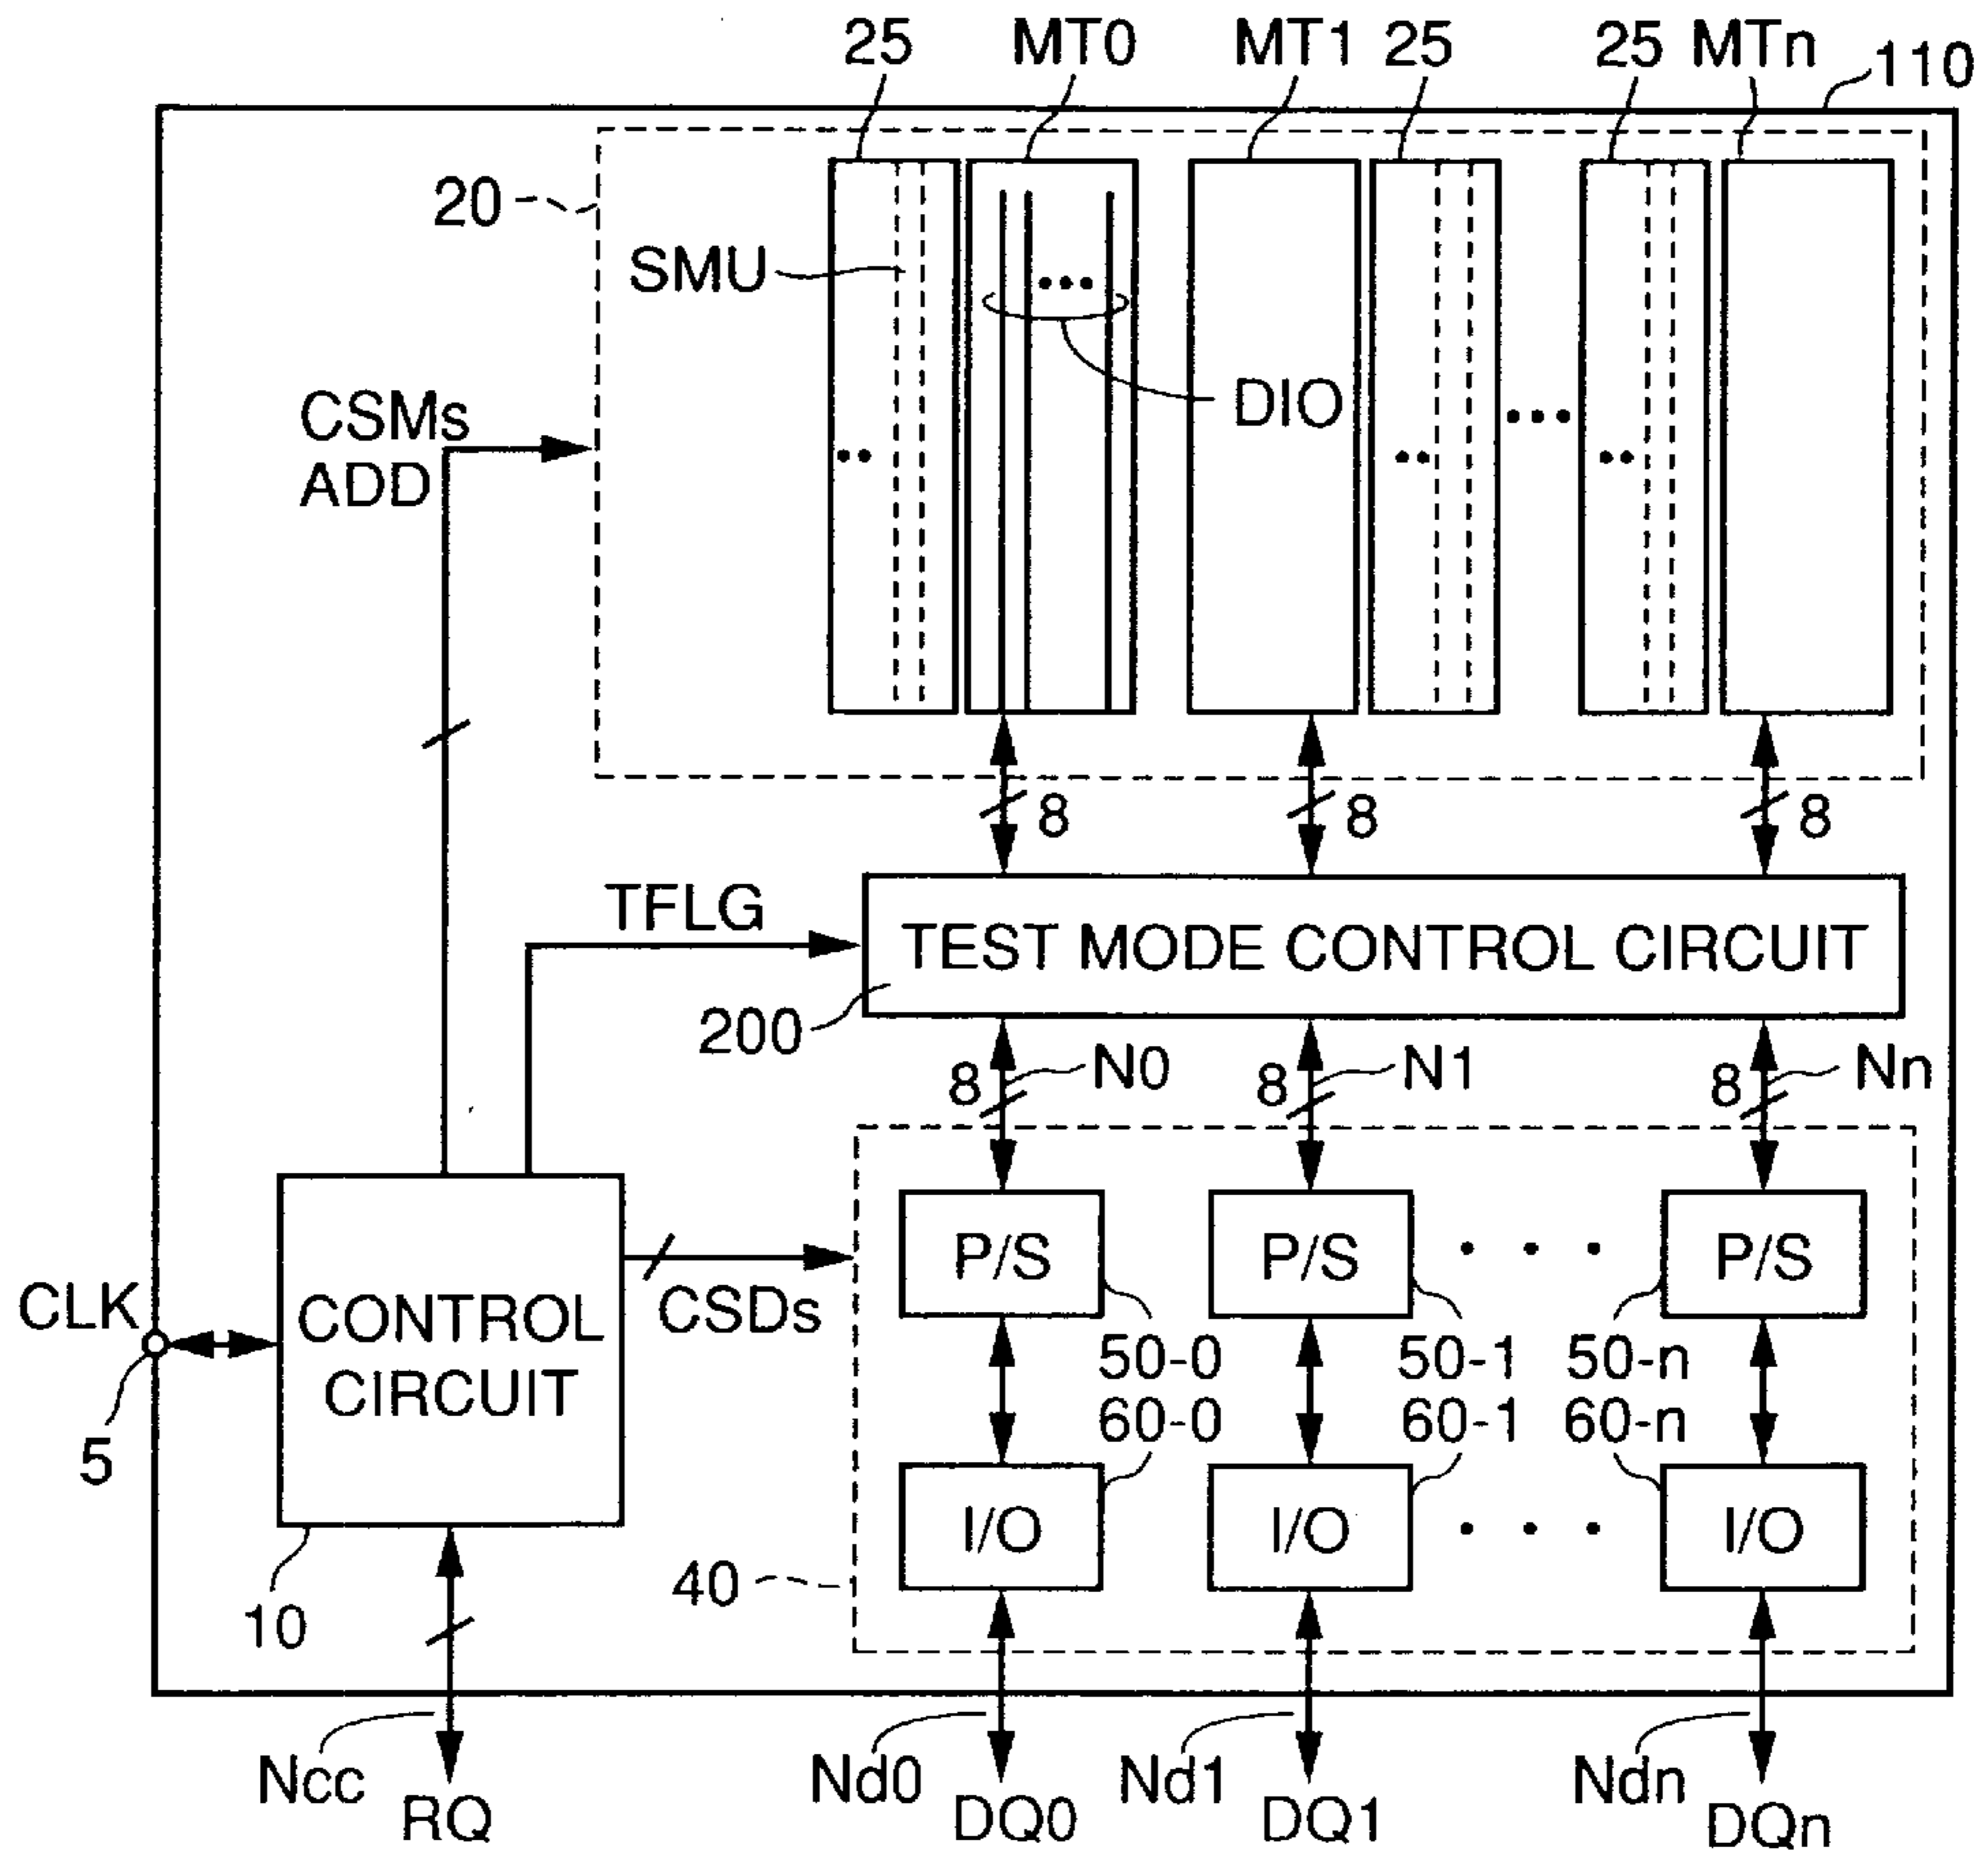 25 MT0 MT1 25 25 MTn 110
20
SMU
DIO
CSMs
ADD
8 8 8
TFLG
TEST MODE CONTROL CIRCUIT
200
8 N0 8 N1 8 Nn
P/S P/S P/S
CLK
CONTROL
CIRCUIT
CSDs
50-0 50-1 50-n
60-0 60-1 60-n
5
I/O I/O I/O
40
10
Ncc Nd0 Nd1 Ndn
RQ DQ0 DQ1 DQn